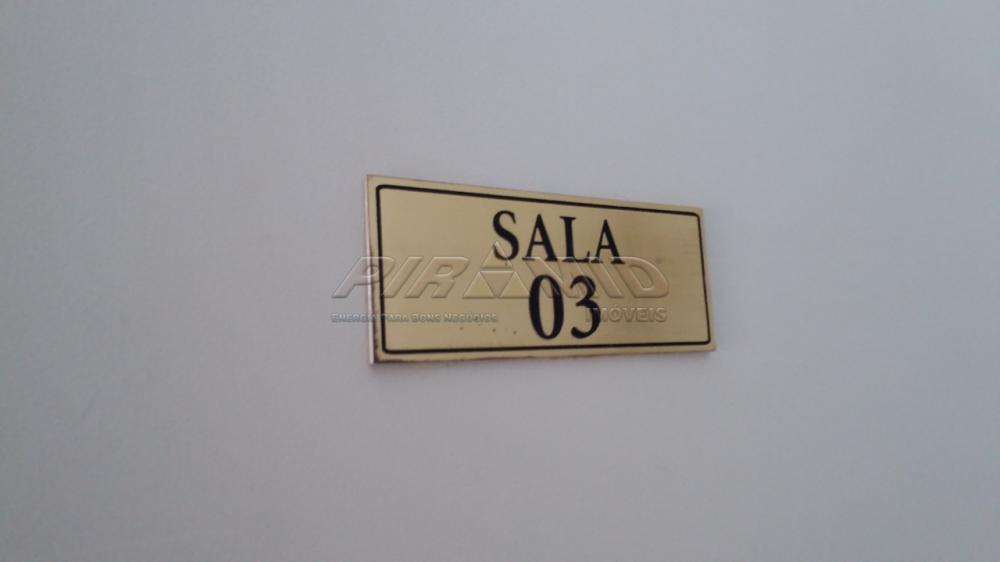 SALA
PIRAMID
03
ENERGIA PARA BONS NEGÓCIOS
IMÓVEIS